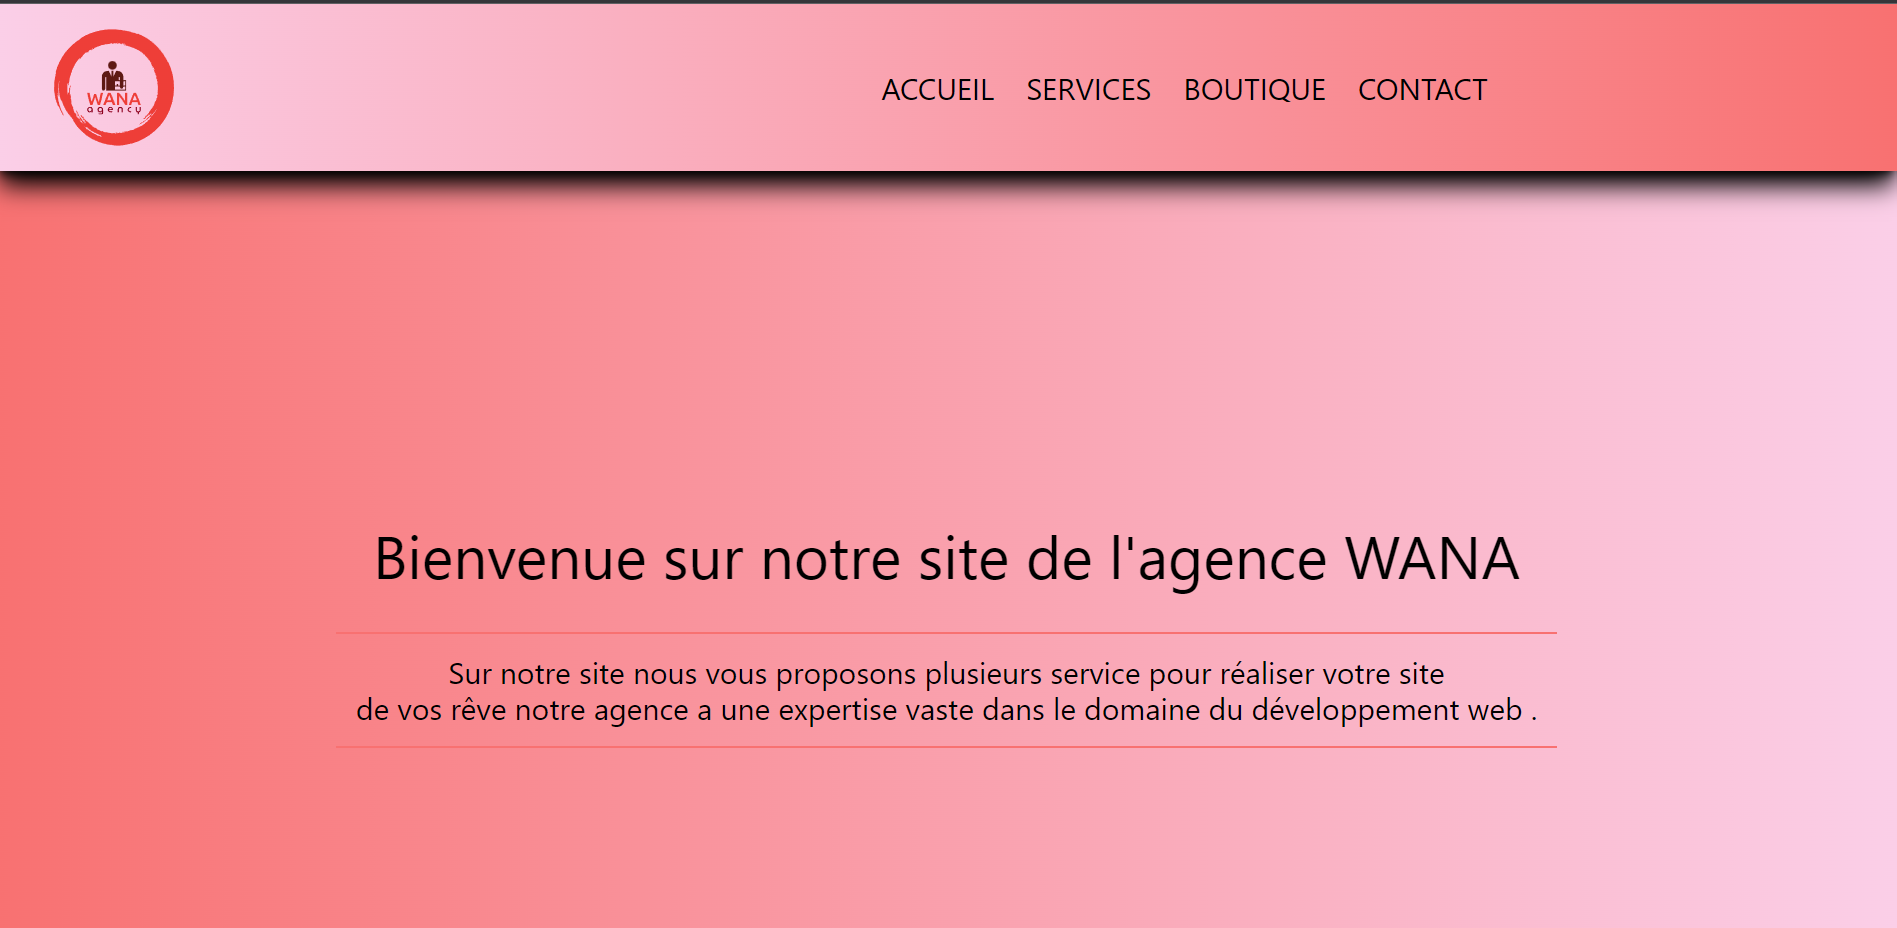 WANA
agency
ACCUEIL SERVICES BOUTIQUE CONTACT
Bienvenue sur notre site de l'agence WANA
Sur notre site nous vous proposons plusieurs service pour réaliser votre site
de vos rêve notre agence a une expertise vaste dans le domaine du développement web .